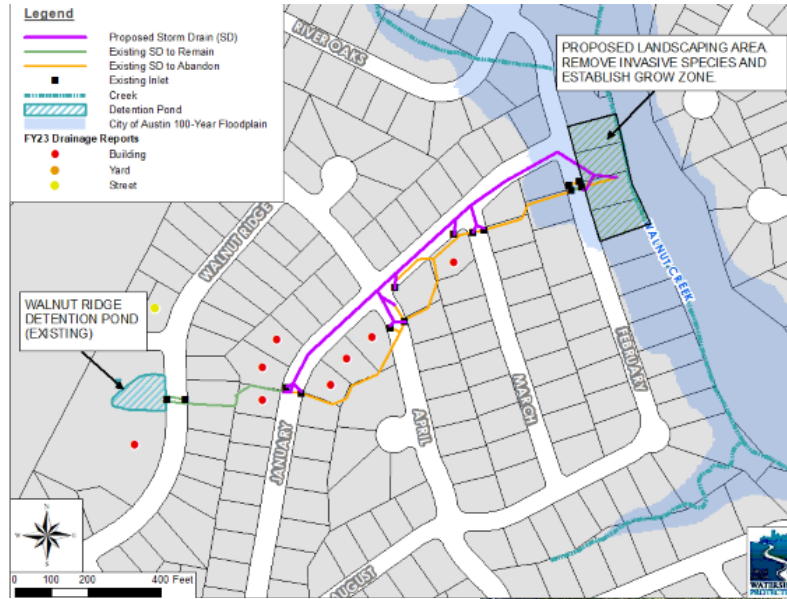 Legend
Proposed Storm Drain (SD)
Existing SD to Remain
Existing SD to Abandon
Existing Inlet
Creek
Detention Pond
City of Austin 100-Year Floodplain
FY23 Drainage Reports
Building
Yard
Street
RIVER OAKS
PROPOSED LANDSCAPING AREA.
REMOVE INVASIVE SPECIES AND
ESTABLISH GROW ZONE.
WALNUT RIDGE
WALNUT CREEK
WALNUT RIDGE
DETENTION POND
(EXISTING)
FEBRUARY
MARCH
APRIL
JANUARY
AUGUST
N
W
E
S
0 100 200 400 Feet